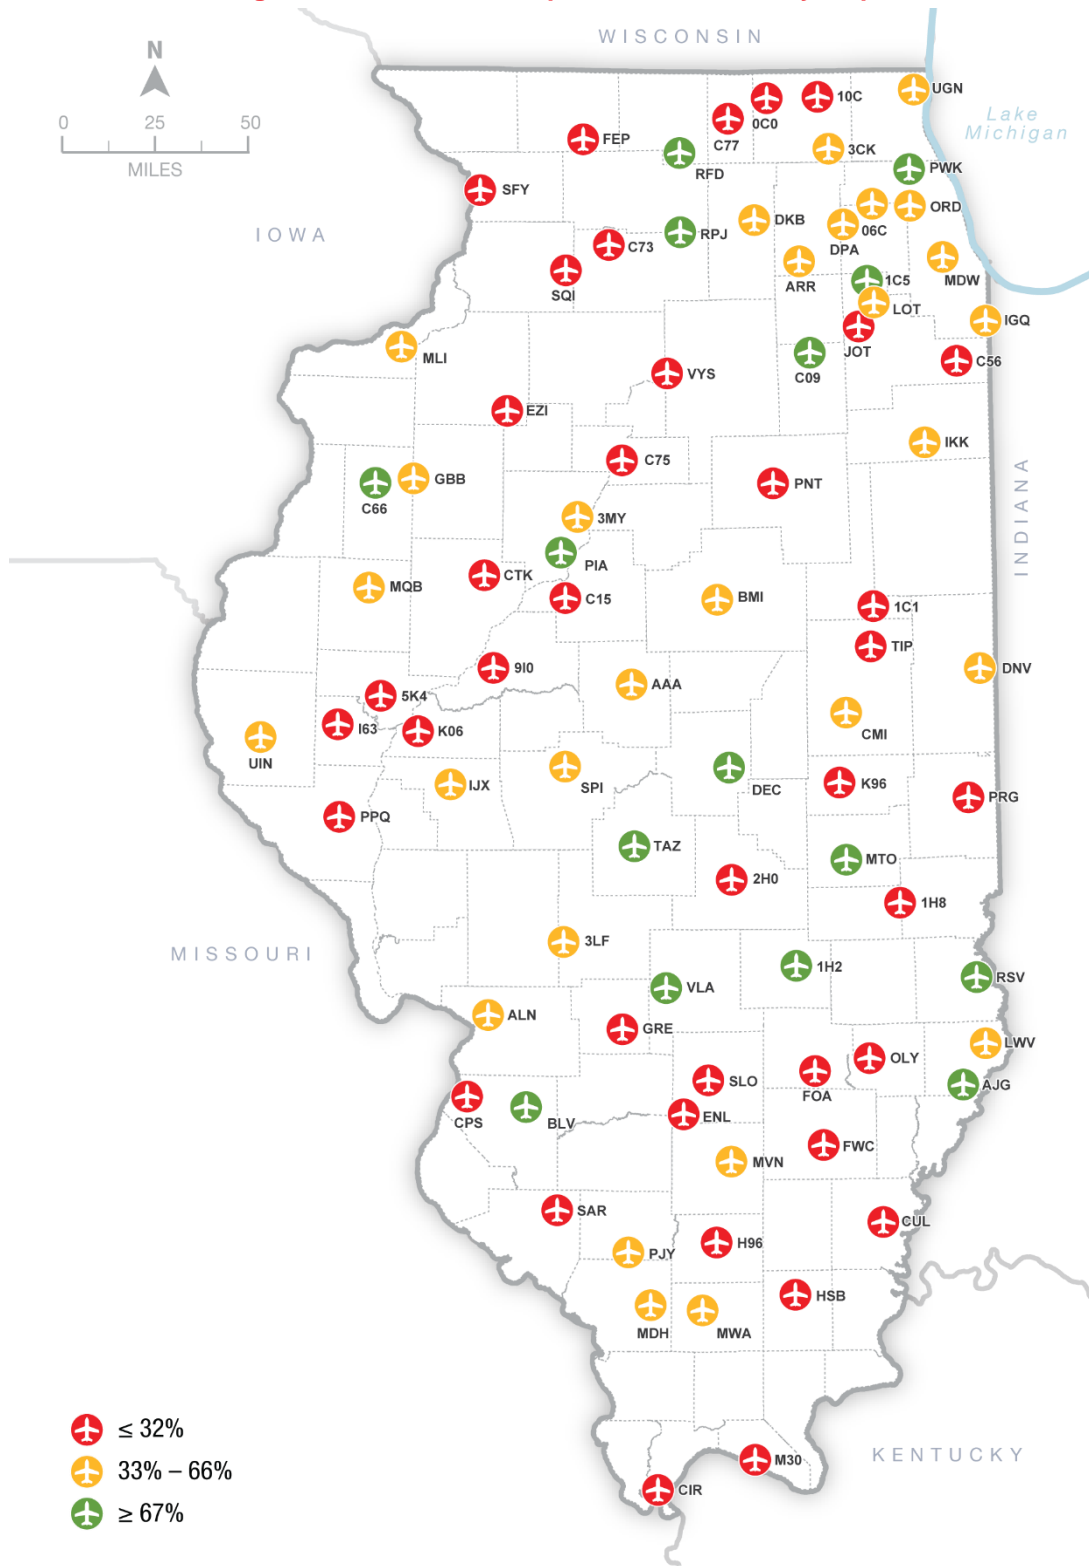 WISCONSIN
N
0 25 50
MILES
UGN
10C
0C0
C77
Lake
Michigan
FEP
3CK
RFD
PWK
SFY
ORD
DKB
06C
RPJ
DPA
IOWA
C73
MDW
ARR
1C5
SQI
LOT
IGQ
JOT
MLI
C56
C09
VYS
EZI
IKK
C75
GBB
PNT
C66
INDIANA
3MY
PIA
CTK
MQB
BMI
C15
1C1
TIP
9I0
DNV
AAA
5K4
I63
K06
CMI
UIN
IJX
SPI
DEC
K96
PRG
PPQ
TAZ
MTO
2H0
1H8
3LF
MISSOURI
1H2
RSV
VLA
ALN
GRE
LWV
OLY
SLO
AJG
FOA
CPS
BLV
ENL
FWC
MVN
SAR
CUL
H96
PJY
HSB
MDH
MWA
≤ 32%
33% – 66%
≥ 67%
KENTUCKY
M30
CIR